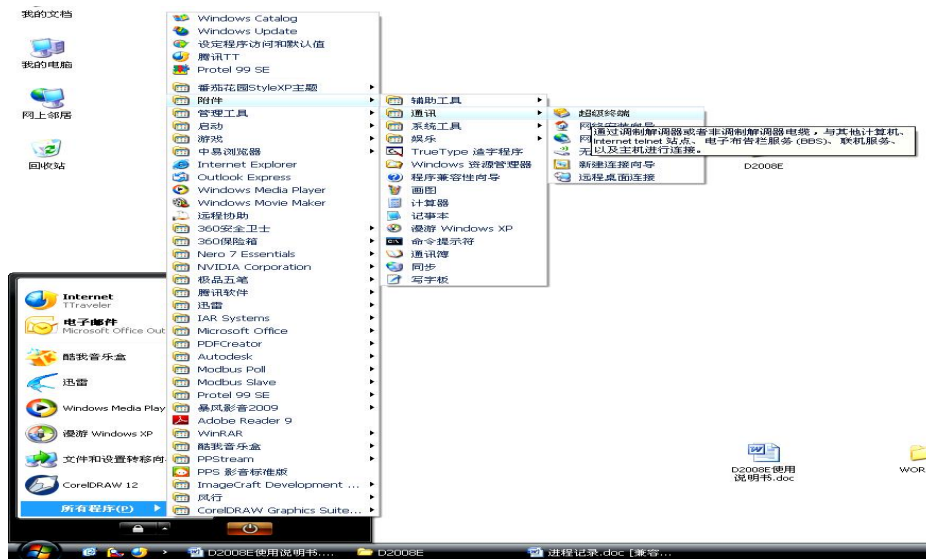 我的文档
我的电脑
网上邻居
回收站
Windows Catalog
Windows Update
设定程序访问和默认值
腾讯TT
Protel 99 SE
番茄花园StyleXP主题
附件
管理工具
启动
游戏
中易浏览器
Internet Explorer
Outlook Express
Windows Media Player
Windows Movie Maker
远程协助
360安全卫士
360保险箱
Nero 7 Essentials
NVIDIA Corporation
极品五笔
腾讯软件
迅雷
IAR Systems
Microsoft Office
PDFCreator
Autodesk
Modbus Poll
Modbus Slave
Protel 99 SE
暴风影音2009
Adobe Reader 9
WinRAR
酷我音乐盒
PPStream
PPS 影音标准版
ImageCraft Development ...
风行
CorelDRAW Graphics Suite...
辅助工具
通讯
系统工具
娱乐
TrueType 造字程序
Windows 资源管理器
程序兼容性向导
画图
计算器
记事本
漫游 Windows XP
命令提示符
通讯簿
同步
写字板
超级终端
网络安装向导
网
无
新建连接向导
远程桌面连接
通过调制解调器或者非调制解调器电缆，与其他计算机、
Internet telnet 站点、电子布告栏服务 (BBS)、联机服务、
以及主机进行连接。
D2008E
Internet
TTraveler
电子邮件
Microsoft Office Out
酷我音乐盒
迅雷
Windows Media Play
漫游 Windows XP
文件和设置转移向
CorelDRAW 12
所有程序(P)
D2008E使用
说明书.doc
WOR
D2008E使用说明书....
D2008E
进程记录.doc [兼容...